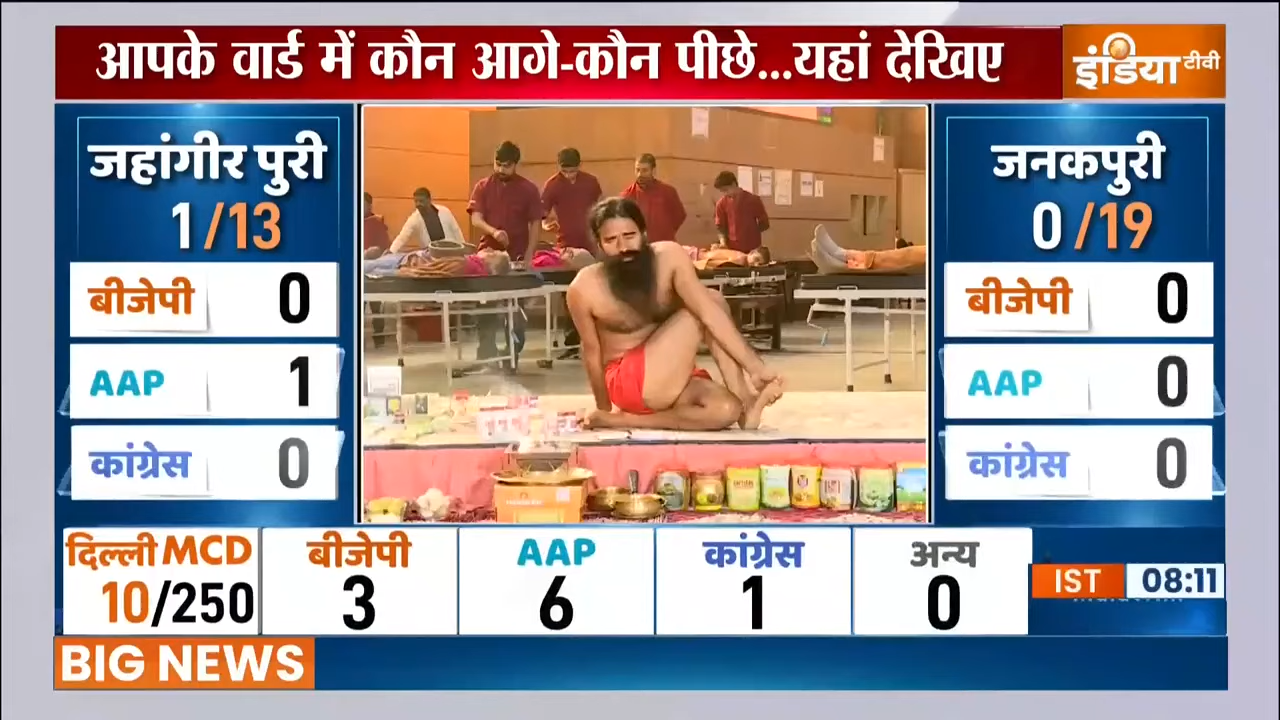 आपके वार्ड में कौन आगे-कौन पीछे...यहां देखिए
इंडिया टीवी
जहांगीर पुरी
1/13
बीजेपी 0
AAP 1
कांग्रेस 0
जनकपुरी
0/19
बीजेपी 0
AAP 0
कांग्रेस 0
दिल्ली MCD
10/250
बीजेपी
3
AAP
6
कांग्रेस
1
अन्य
0
IST 08:11
BIG NEWS